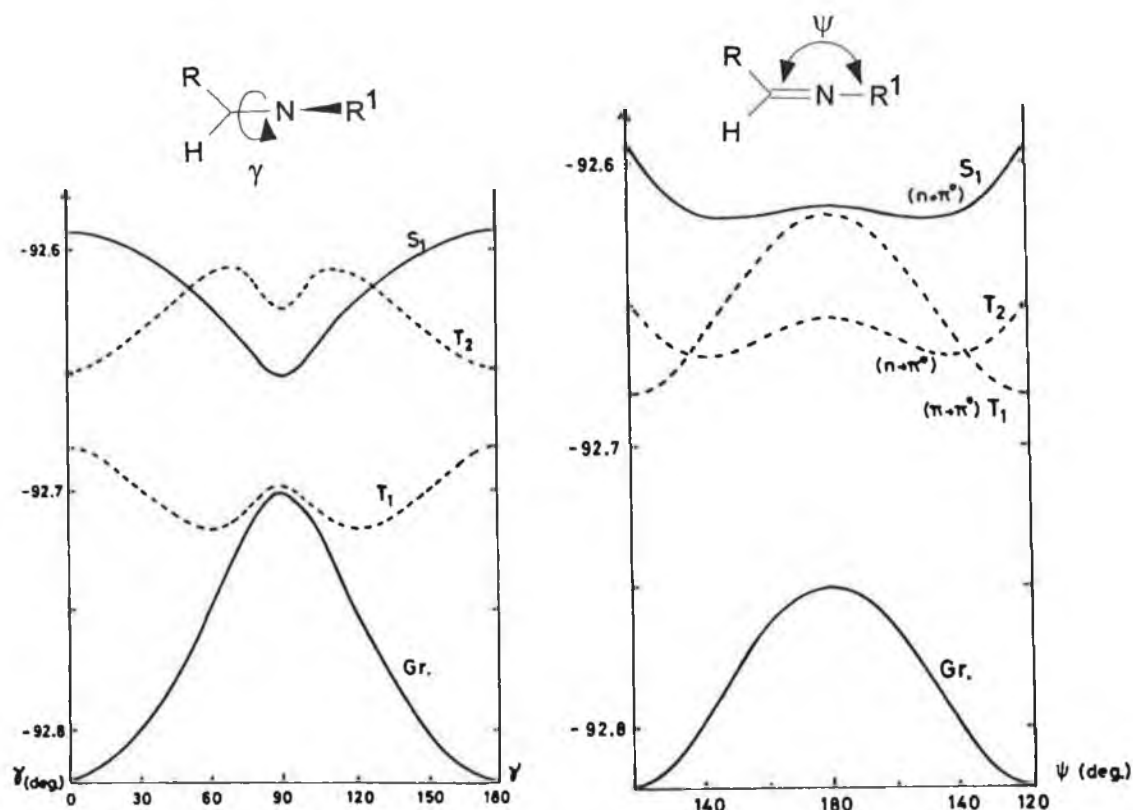 R
N
R¹
H
γ
-92.6
-92.7
-92.8
S₁
T₂
T₁
Gr.
γ(deg.)
γ
0 30 60 90 120 150 180
ψ
R
N
R¹
H
-92.6
-92.7
-92.8
S₁
(n→π*)
T₂
(n→π*)
(π→π*) T₁
Gr.
140 180 140 120
ψ (deg.)